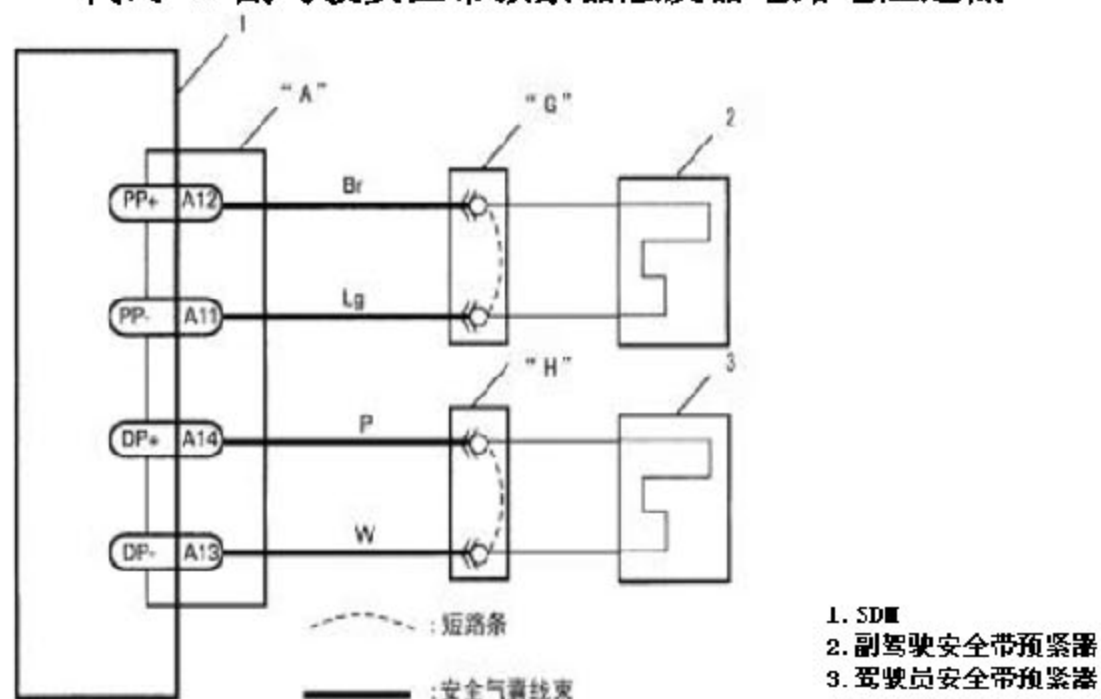 1
"A"
"G"
2
PP+ A12 Br
PP- A11 Lg
"H"
3
DP+ A14 P
DP- A13 W
:短路条
:安全气囊线束
1.SDM
2.副驾驶安全带预紧器
3.驾驶员安全带预紧器